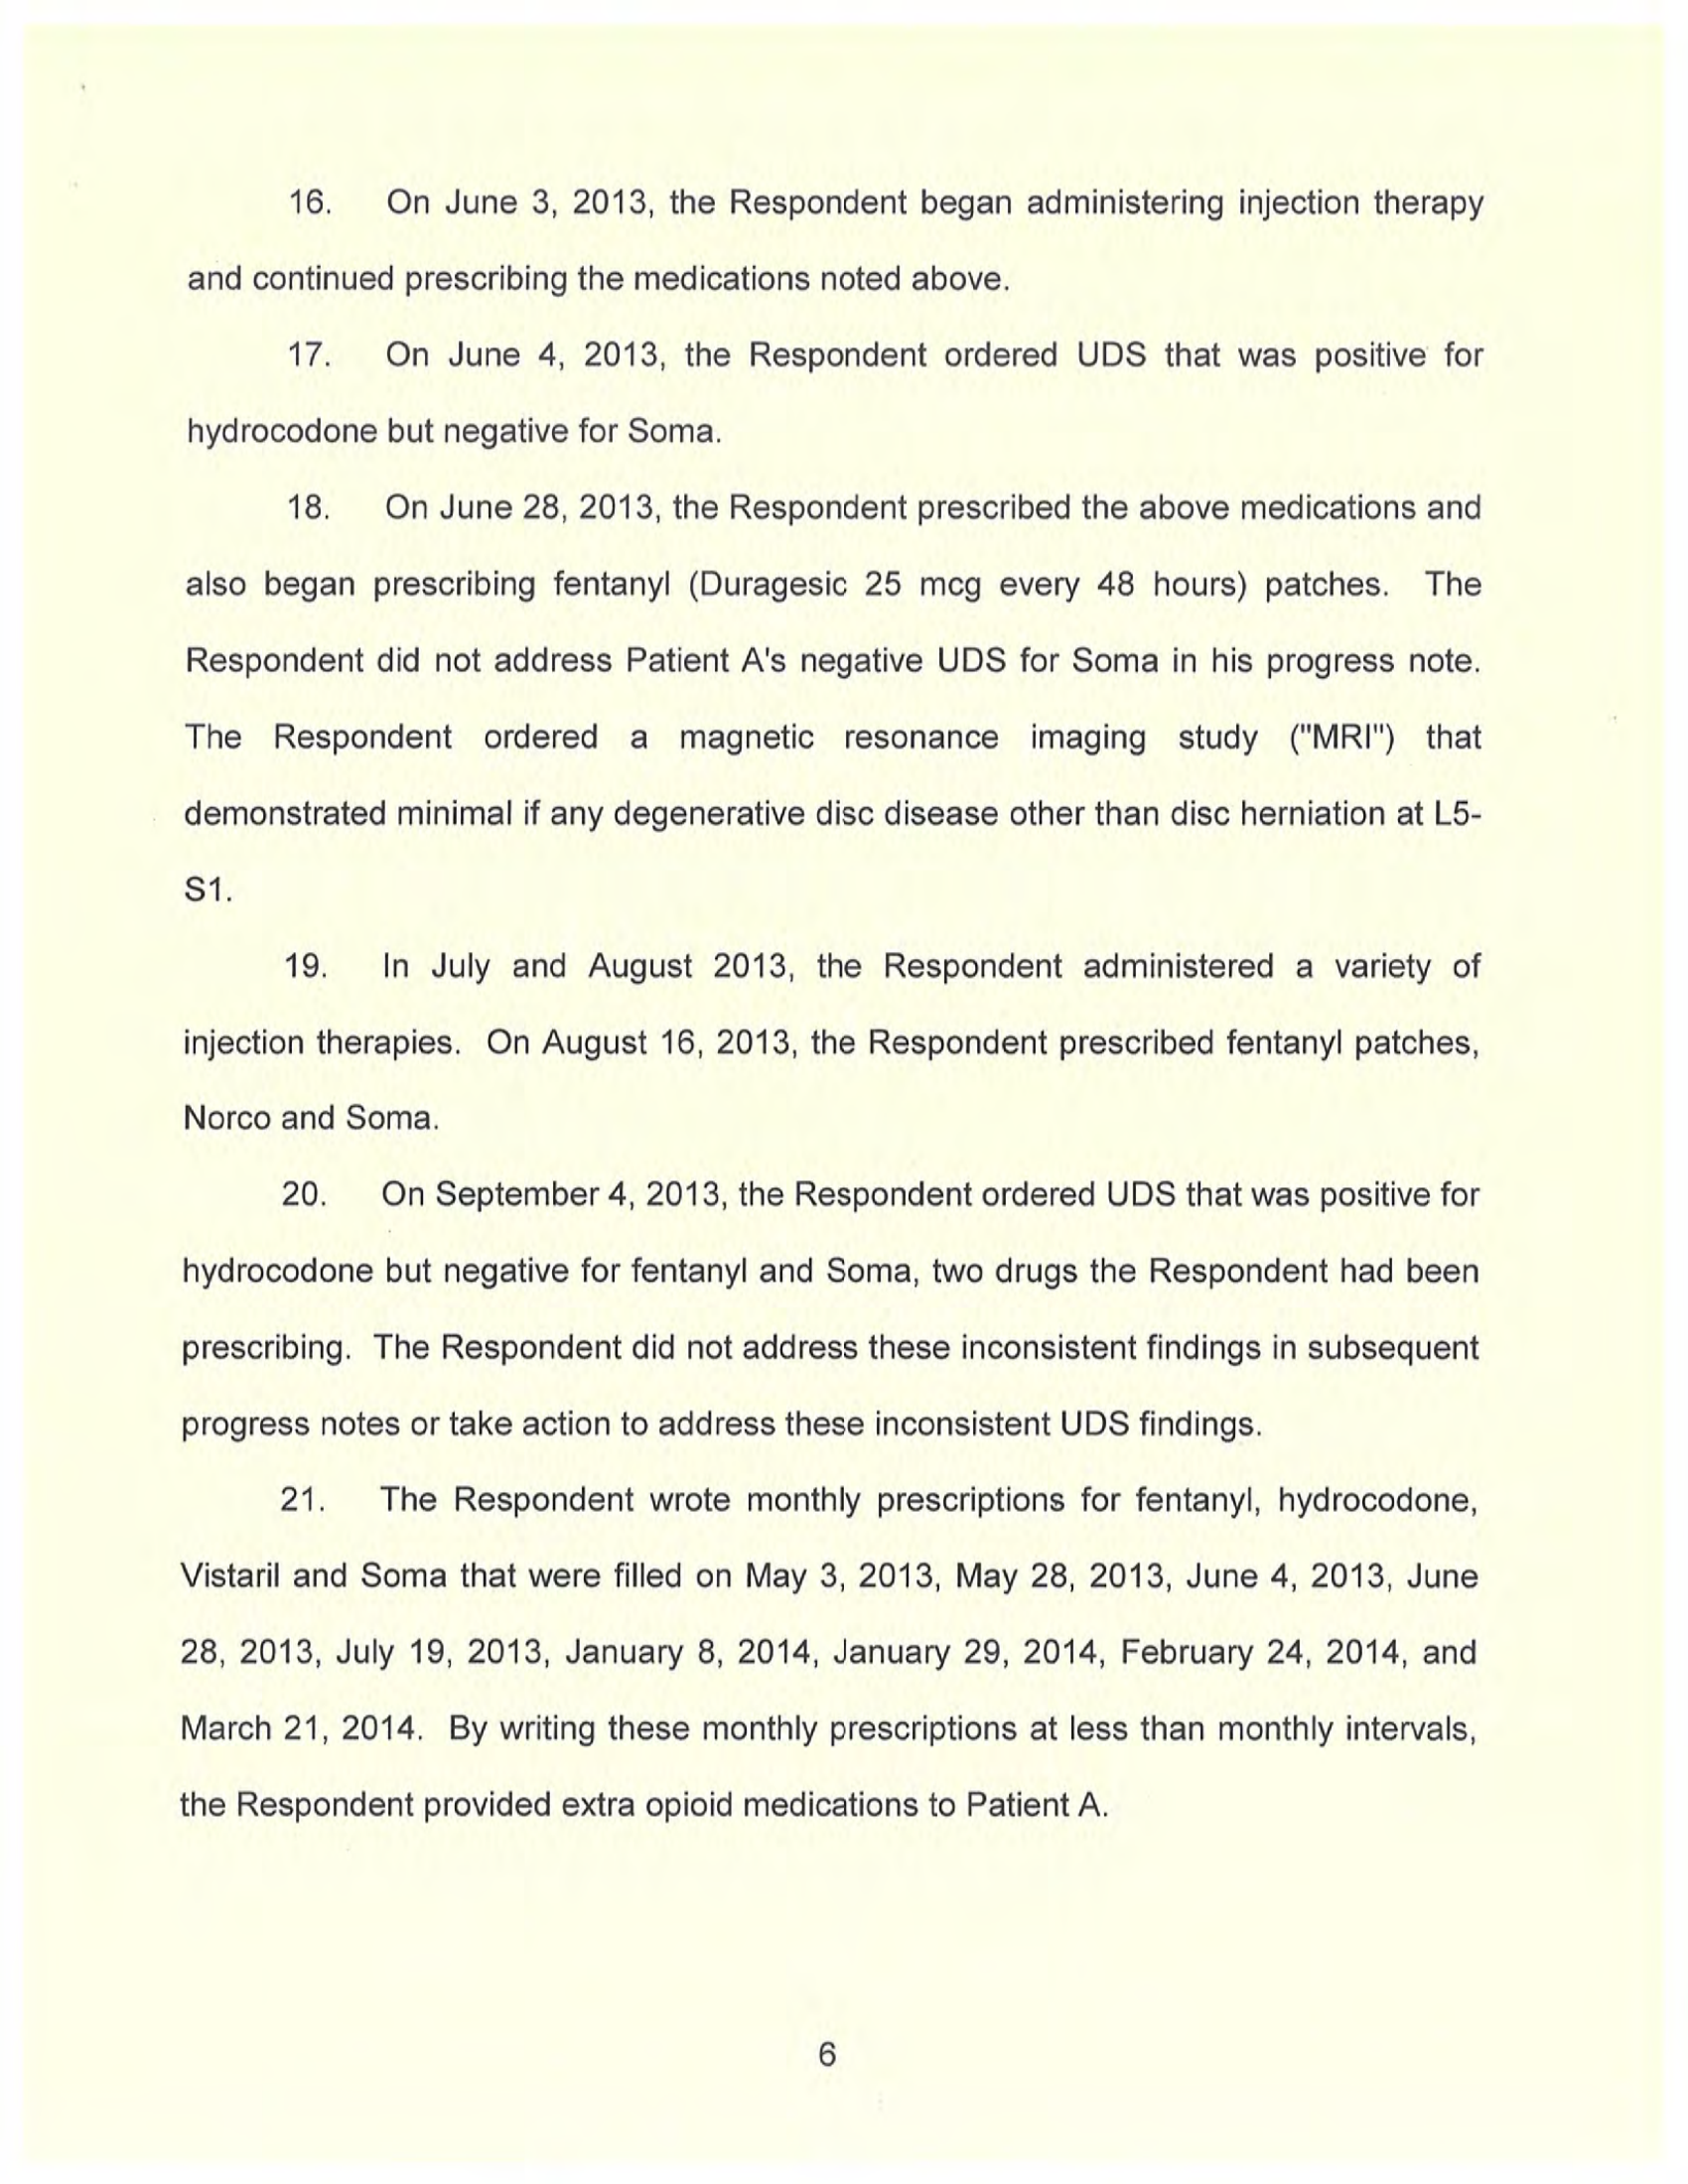 16. On June 3, 2013, the Respondent began administering injection therapy
and continued prescribing the medications noted above.
17. On June 4, 2013, the Respondent ordered UDS that was positive for
hydrocodone but negative for Soma.
18. On June 28, 2013, the Respondent prescribed the above medications and
also began prescribing fentanyl (Duragesic 25 mcg every 48 hours) patches. The
Respondent did not address Patient A's negative UDS for Soma in his progress note.
The Respondent ordered a magnetic resonance imaging study ("MRI") that
demonstrated minimal if any degenerative disc disease other than disc herniation at L5-
S1.
19. In July and August 2013, the Respondent administered a variety of
injection therapies. On August 16, 2013, the Respondent prescribed fentanyl patches,
Norco and Soma.
20. On September 4, 2013, the Respondent ordered UDS that was positive for
hydrocodone but negative for fentanyl and Soma, two drugs the Respondent had been
prescribing. The Respondent did not address these inconsistent findings in subsequent
progress notes or take action to address these inconsistent UDS findings.
21. The Respondent wrote monthly prescriptions for fentanyl, hydrocodone,
Vistaril and Soma that were filled on May 3, 2013, May 28, 2013, June 4, 2013, June
28, 2013, July 19, 2013, January 8, 2014, January 29, 2014, February 24, 2014, and
March 21, 2014. By writing these monthly prescriptions at less than monthly intervals,
the Respondent provided extra opioid medications to Patient A.
6